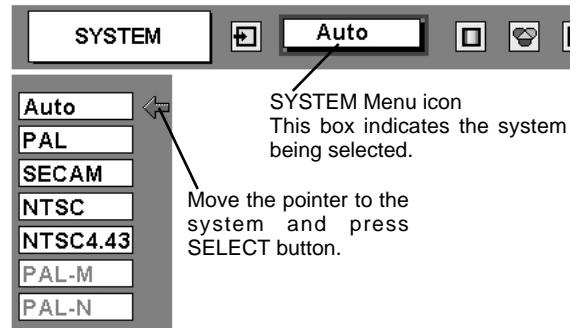 SYSTEM
Auto
SYSTEM Menu icon
This box indicates the system
being selected.
Auto
PAL
SECAM
NTSC
NTSC4.43
PAL-M
PAL-N
Move the pointer to the
system and press
SELECT button.